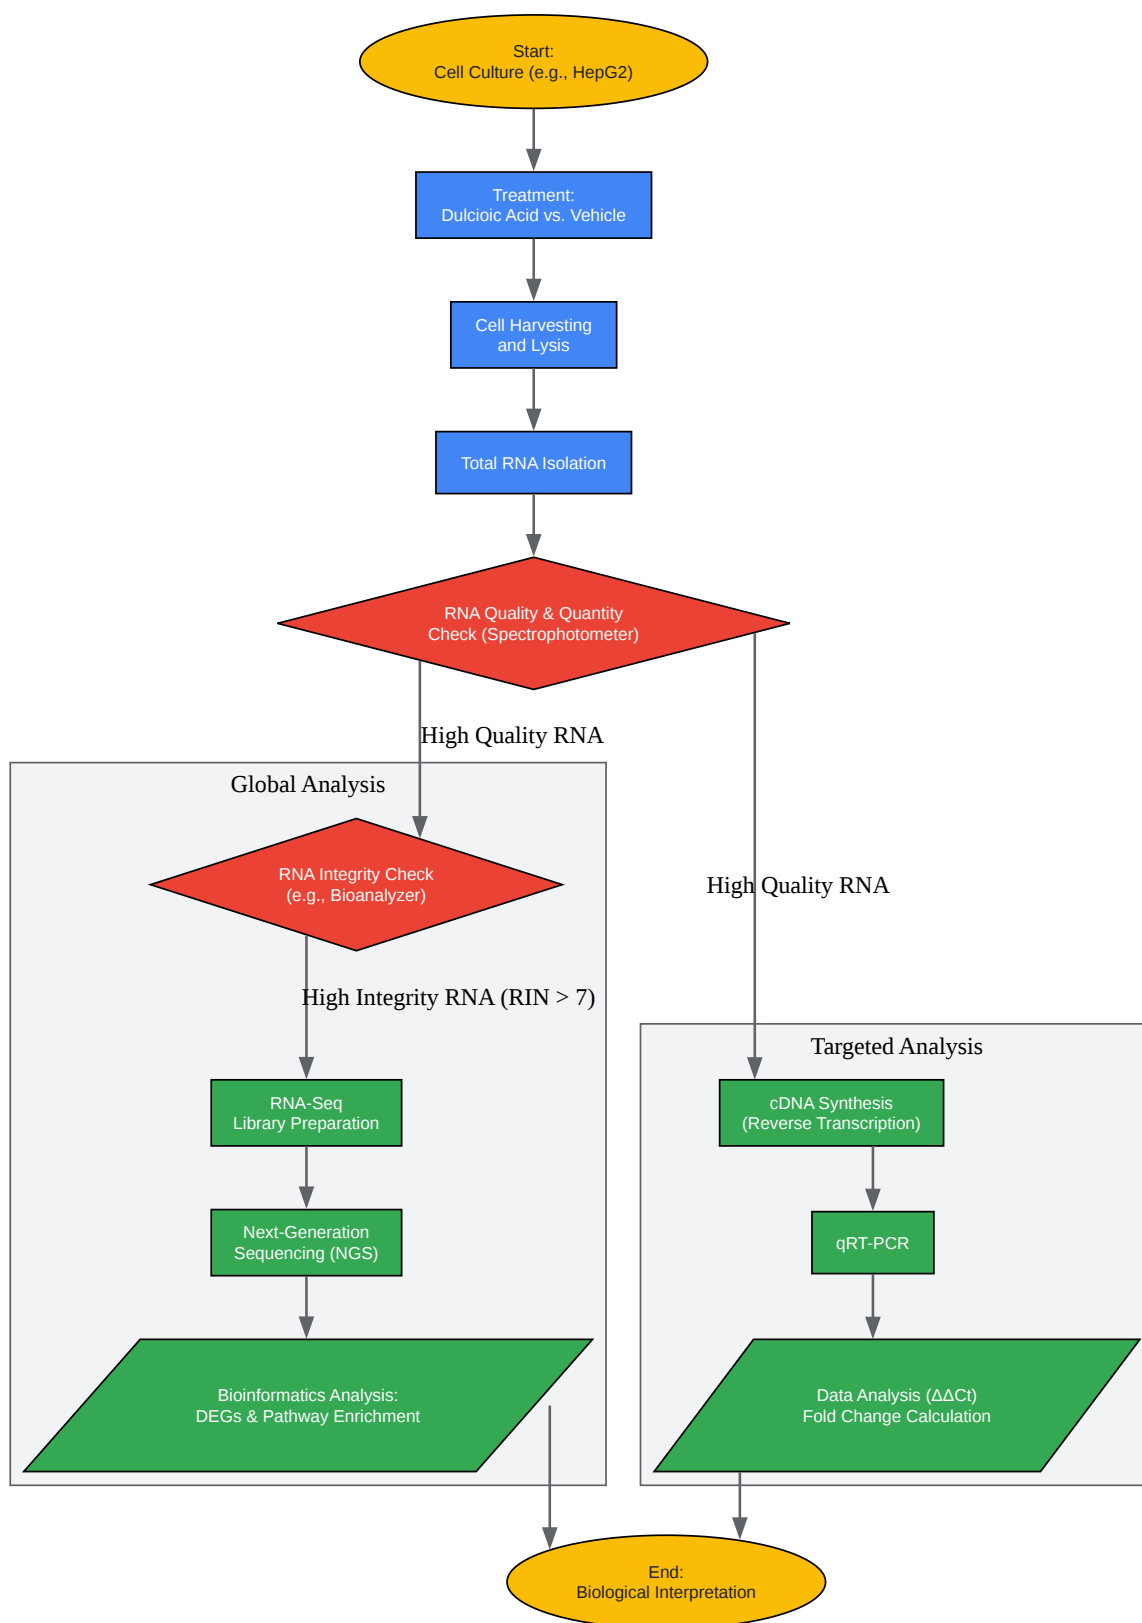 Start:
Cell Culture (e.g., HepG2)
Treatment:
Dulcioic Acid vs. Vehicle
Cell Harvesting
and Lysis
Total RNA Isolation
RNA Quality & Quantity
Check (Spectrophotometer)
High Quality RNA
Global Analysis
RNA Integrity Check
(e.g., Bioanalyzer)
High Integrity RNA (RIN > 7)
RNA-Seq
Library Preparation
Next-Generation
Sequencing (NGS)
Bioinformatics Analysis:
DEGs & Pathway Enrichment
High Quality RNA
Targeted Analysis
cDNA Synthesis
(Reverse Transcription)
qRT-PCR
Data Analysis (ΔΔCt)
Fold Change Calculation
End:
Biological Interpretation